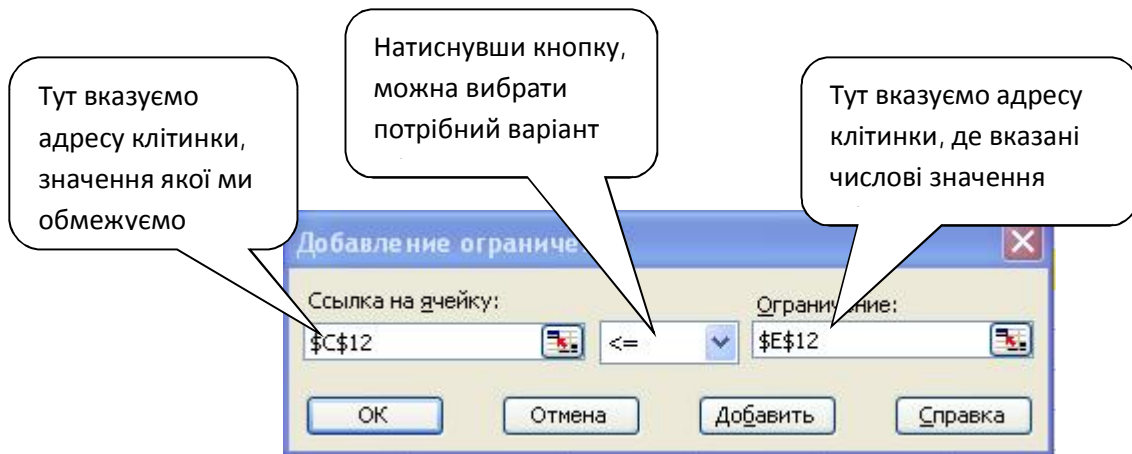 Натиснувши кнопку,
можна вибрати
потрібний варіант
Тут вказуємо
адресу клітинки,
значення якої ми
обмежуємо
Тут вказуємо адресу
клітинки, де вказані
числові значення
Добавление ограниче
Ссылка на ячейку:
Ограничение:
$C$12
<=
$E$12
ОК
Отмена
Добавить
Справка